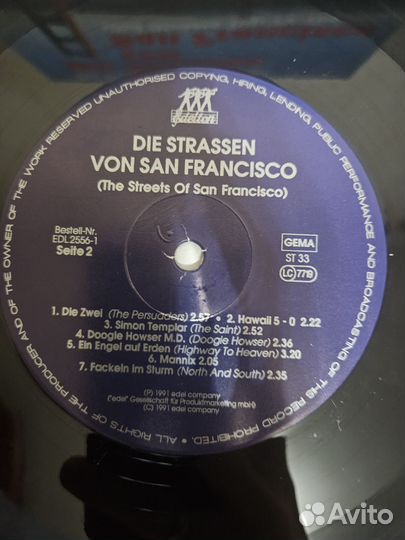 fidelton
DIE STRASSEN
VON SAN FRANCISCO
(The Streets Of San Francisco)
Bestell-Nr.
EDL2556-1
Seite 2
GEMA
ST 33
LC 7719
1. Die Zwei (The Persuaders) 2.57 • 2. Hawaii 5 - 0 2.22
3. Simon Templar (The Saint) 2.52
4. Doogie Howser M.D. (Doogie Howser) 2.36
5. Ein Engel auf Erden (Highway To Heaven) 3.20
6. Mannix 2.05
7. Fackeln im Sturm (North And South) 2.35
(P) 1991 edel company
("edel" Gesellschaft für Produktmarketing mbH)
(C) 1991 edel company
• ALL RIGHTS OF THE PRODUCER AND OF THE OWNER OF THE WORK RESERVED UNAUTHORISED COPYING, HIRING, LENDING, PUBLIC PERFORMANCE AND BROADCASTING OF THIS RECORD PROHIBITED.
Avito